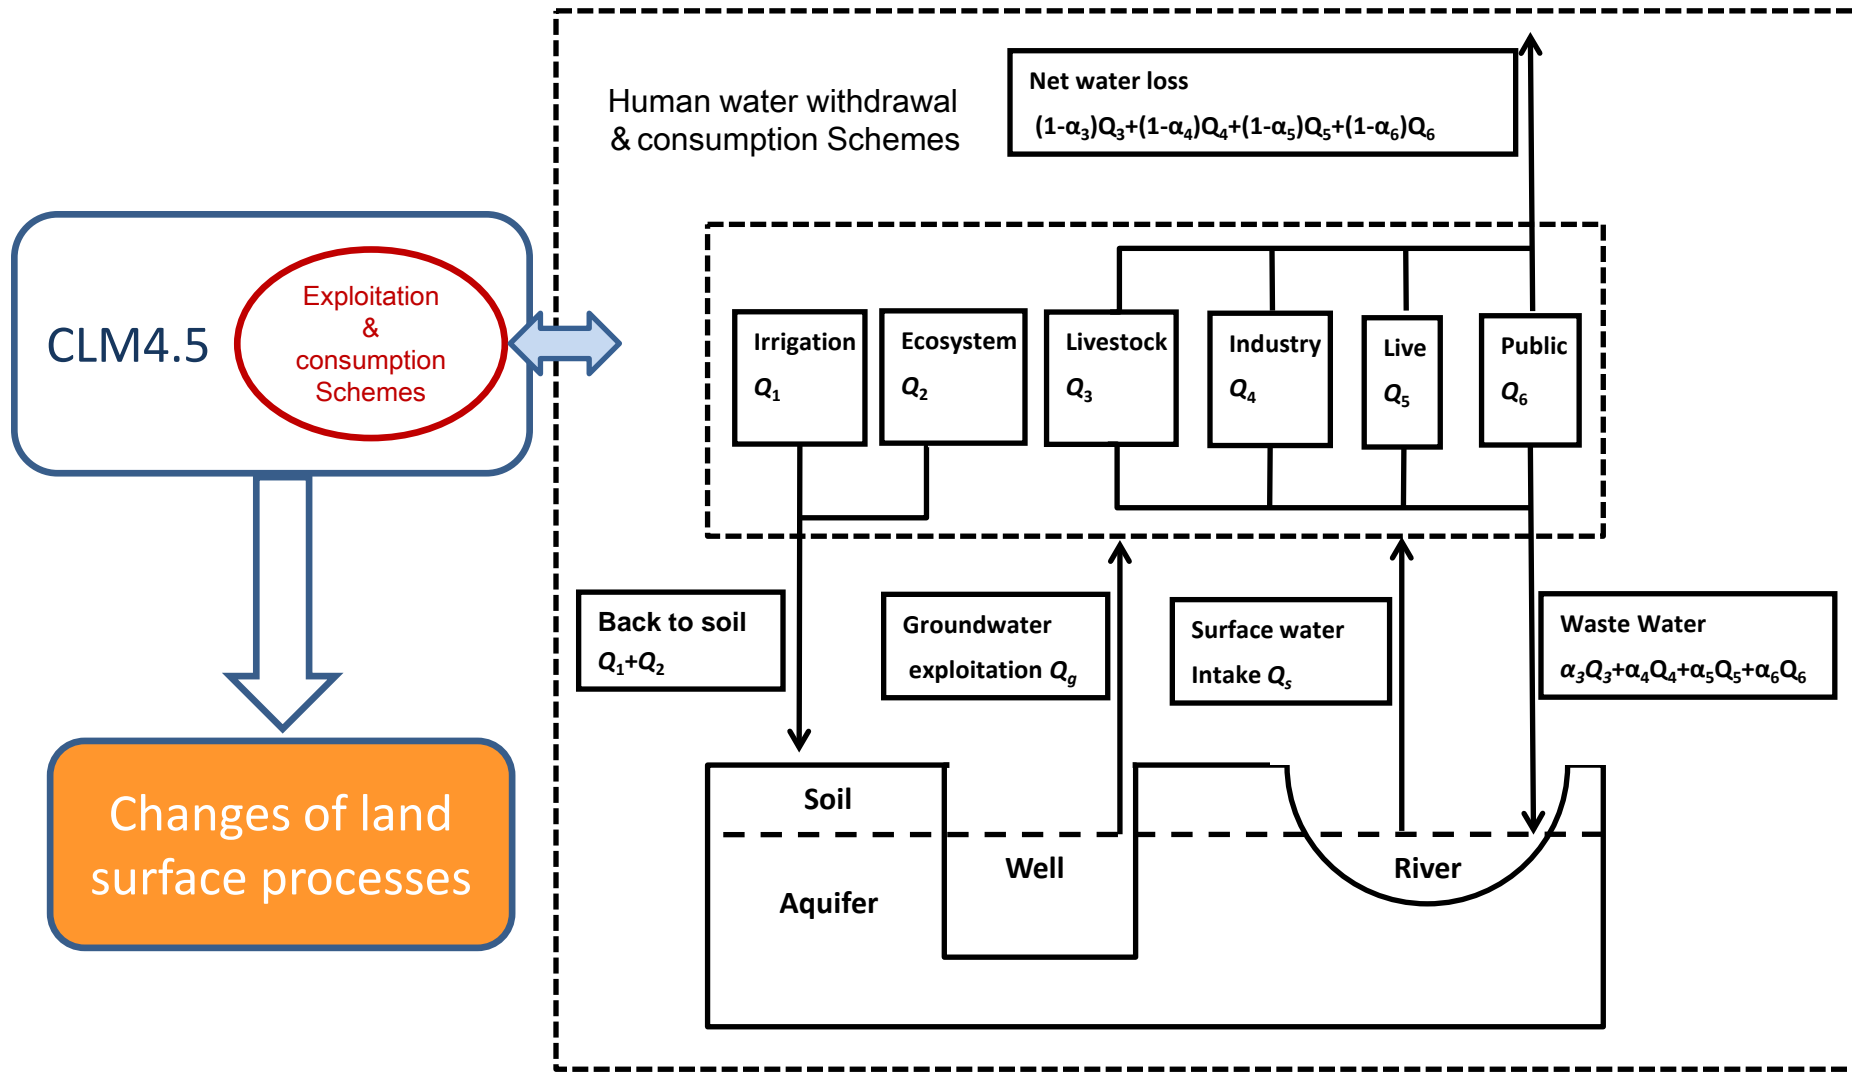 Human water withdrawal
& consumption Schemes
Net water loss
(1-α₃)Q₃+(1-α₄)Q₄+(1-α₅)Q₅+(1-α₆)Q₆
CLM4.5
Exploitation
&
consumption
Schemes
Irrigation
Q₁
Ecosystem
Q₂
Livestock
Q₃
Industry
Q₄
Live
Q₅
Public
Q₆
Back to soil
Q₁+Q₂
Groundwater
exploitation Q_g
Surface water
Intake Qₛ
Waste Water
α₃Q₃+α₄Q₄+α₅Q₅+α₆Q₆
Changes of land
surface processes
Soil
Aquifer
Well
River